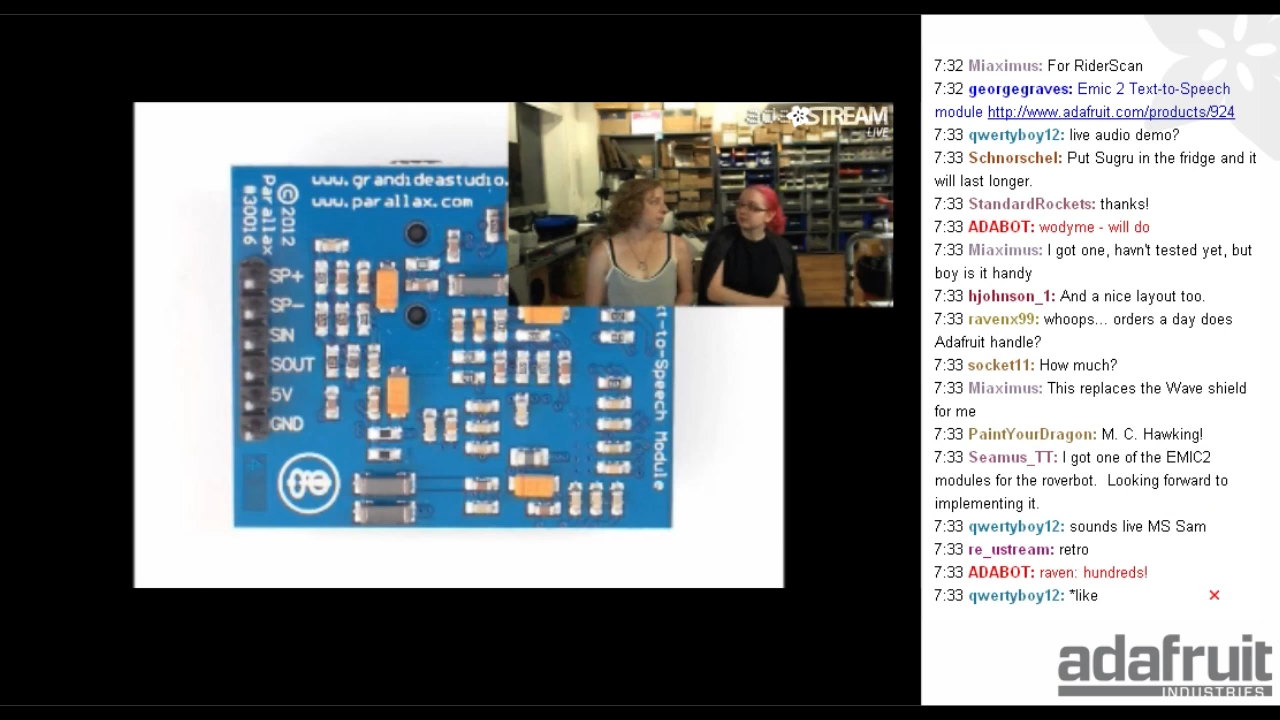 adafruit STREAM
LIVE
© 2012
Parallax
#30016
www.grandideastudio.
www.parallax.com
SP+
SP-
SIN
SOUT
5V
GND
t-to-Speech Module
7:32 Miaximus: For RiderScan
7:32 georgegraves: Emic 2 Text-to-Speech
module http://www.adafruit.com/products/924
7:33 qwertyboy12: live audio demo?
7:33 Schnorschel: Put Sugru in the fridge and it
will last longer.
7:33 StandardRockets: thanks!
7:33 ADABOT: wodyme - will do
7:33 Miaximus: I got one, havn't tested yet, but
boy is it handy
7:33 hjohnson_1: And a nice layout too.
7:33 ravenx99: whoops... orders a day does
Adafruit handle?
7:33 socket11: How much?
7:33 Miaximus: This replaces the Wave shield
for me
7:33 PaintYourDragon: M. C. Hawking!
7:33 Seamus_TT: I got one of the EMIC2
modules for the roverbot. Looking forward to
implementing it.
7:33 qwertyboy12: sounds live MS Sam
7:33 re_ustream: retro
7:33 ADABOT: raven: hundreds!
7:33 qwertyboy12: *like
adafruit
INDUSTRIES